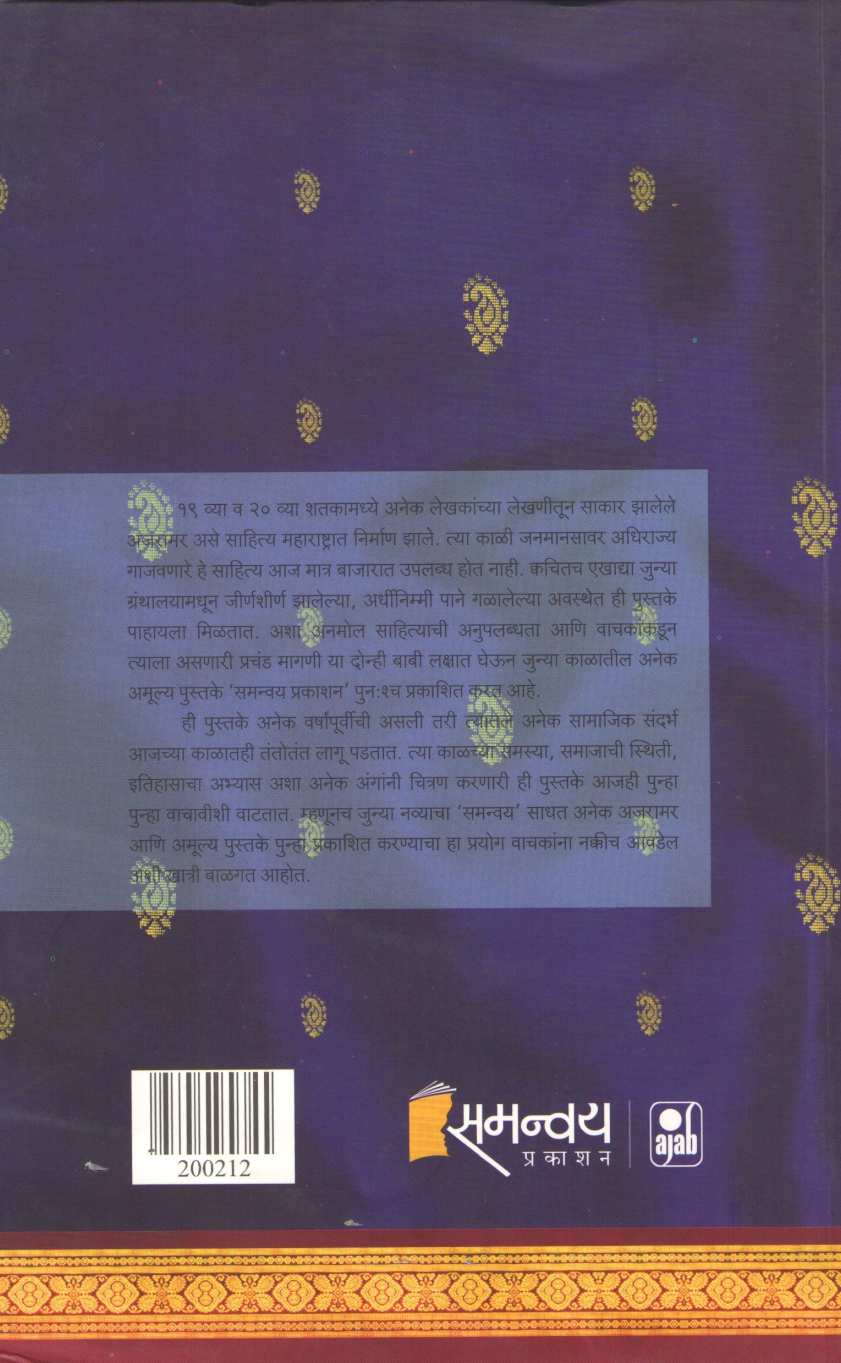 १९ व्या व २० व्या शतकामध्ये अनेक लेखकांच्या लेखणीतून साकार झालेले
अजरामर असे साहित्य महाराष्ट्रात निर्माण झाले. त्या काळी जनमानसावर अधिराज्य
गाजवणारे हे साहित्य आज मात्र बाजारात उपलब्ध होत नाही. कचितच एखाद्या जुन्या
ग्रंथालयामधून जीर्णशीर्ण झालेल्या, अर्धीनिम्मी पाने गळालेल्या अवस्थेत ही पुस्तके
पाहायला मिळतात. अशा अनमोल साहित्याची अनुपलब्धता आणि वाचकांकडून
त्याला असणारी प्रचंड मागणी या दोन्ही बाबी लक्षात घेऊन जुन्या काळातील अनेक
अमूल्य पुस्तके ‘समन्वय प्रकाशन’ पुन:श्च प्रकाशित करत आहे.
ही पुस्तके अनेक वर्षांपूर्वीची असली तरी त्यातले अनेक सामाजिक संदर्भ
आजच्या काळातही तंतोतंत लागू पडतात. त्या काळच्या समस्या, समाजाची स्थिती,
इतिहासाचा अभ्यास अशा अनेक अंगांनी चित्रण करणारी ही पुस्तके आजही पुन्हा
पुन्हा वाचावीशी वाटतात. म्हणूनच जुन्या नव्याचा ‘समन्वय’ साधत अनेक अजरामर
आणि अमूल्य पुस्तके पुन्हा प्रकाशित करण्याचा हा प्रयोग वाचकांना नक्कीच आवडेल
अशी खात्री बाळगत आहोत.
200212
समन्वय
प्रकाशन
ajab